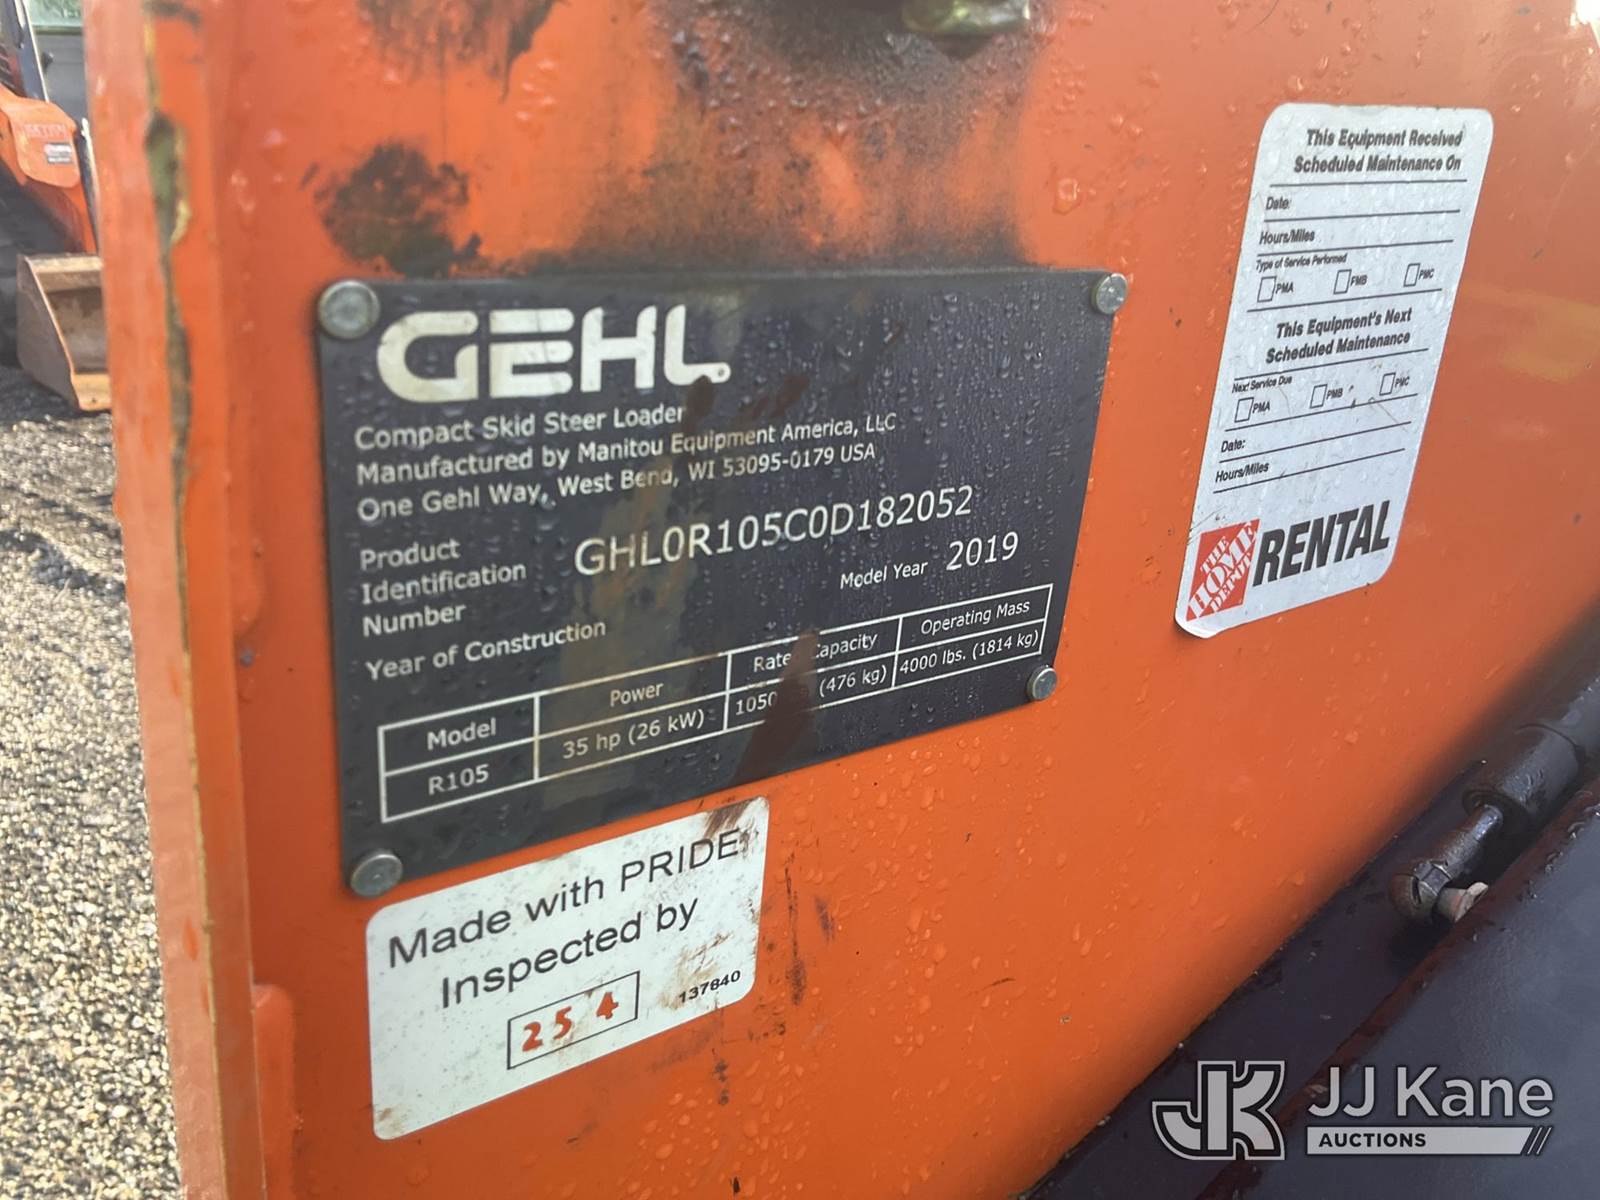 GEHL
Compact Skid Steer Loader
Manufactured by Manitou Equipment America, LLC
One Gehl Way, West Bend, WI 53095-0179 USA
Product
Identification
Number
GHL0R105C0D182052
Model Year 2019
Year of Construction
Model Power Capacity Operating Mass
R105 35 hp (26 kW) 1050 (476 kg) 4000 lbs. (1814 kg)
Made with PRIDE
Inspected by
254
137840
This Equipment Received
Scheduled Maintenance On
Date:
Hours/Miles
Type of Service Performed
PMA PMB PMC
This Equipment's Next
Scheduled Maintenance
Next Service Due
PMA PMB PMC
Date:
Hours/Miles
THE HOME DEPOT RENTAL
JK JJ Kane
AUCTIONS